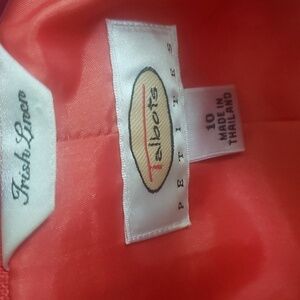 Irish Linen
Talbots
PETITES
10
MADE IN
THAILAND